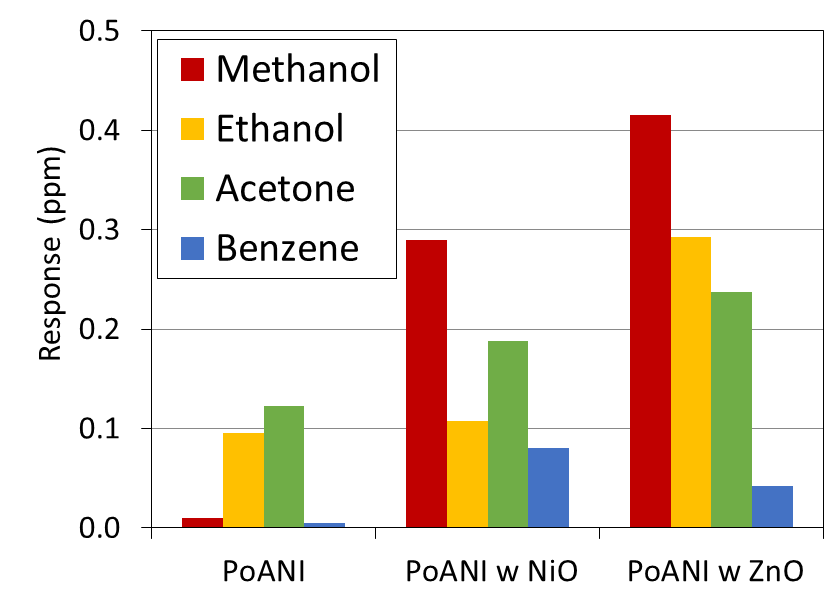 0.5
0.4
0.3
0.2
0.1
0.0
Response (ppm)
Methanol
Ethanol
Acetone
Benzene
PoANI
PoANI w NiO
PoANI w ZnO